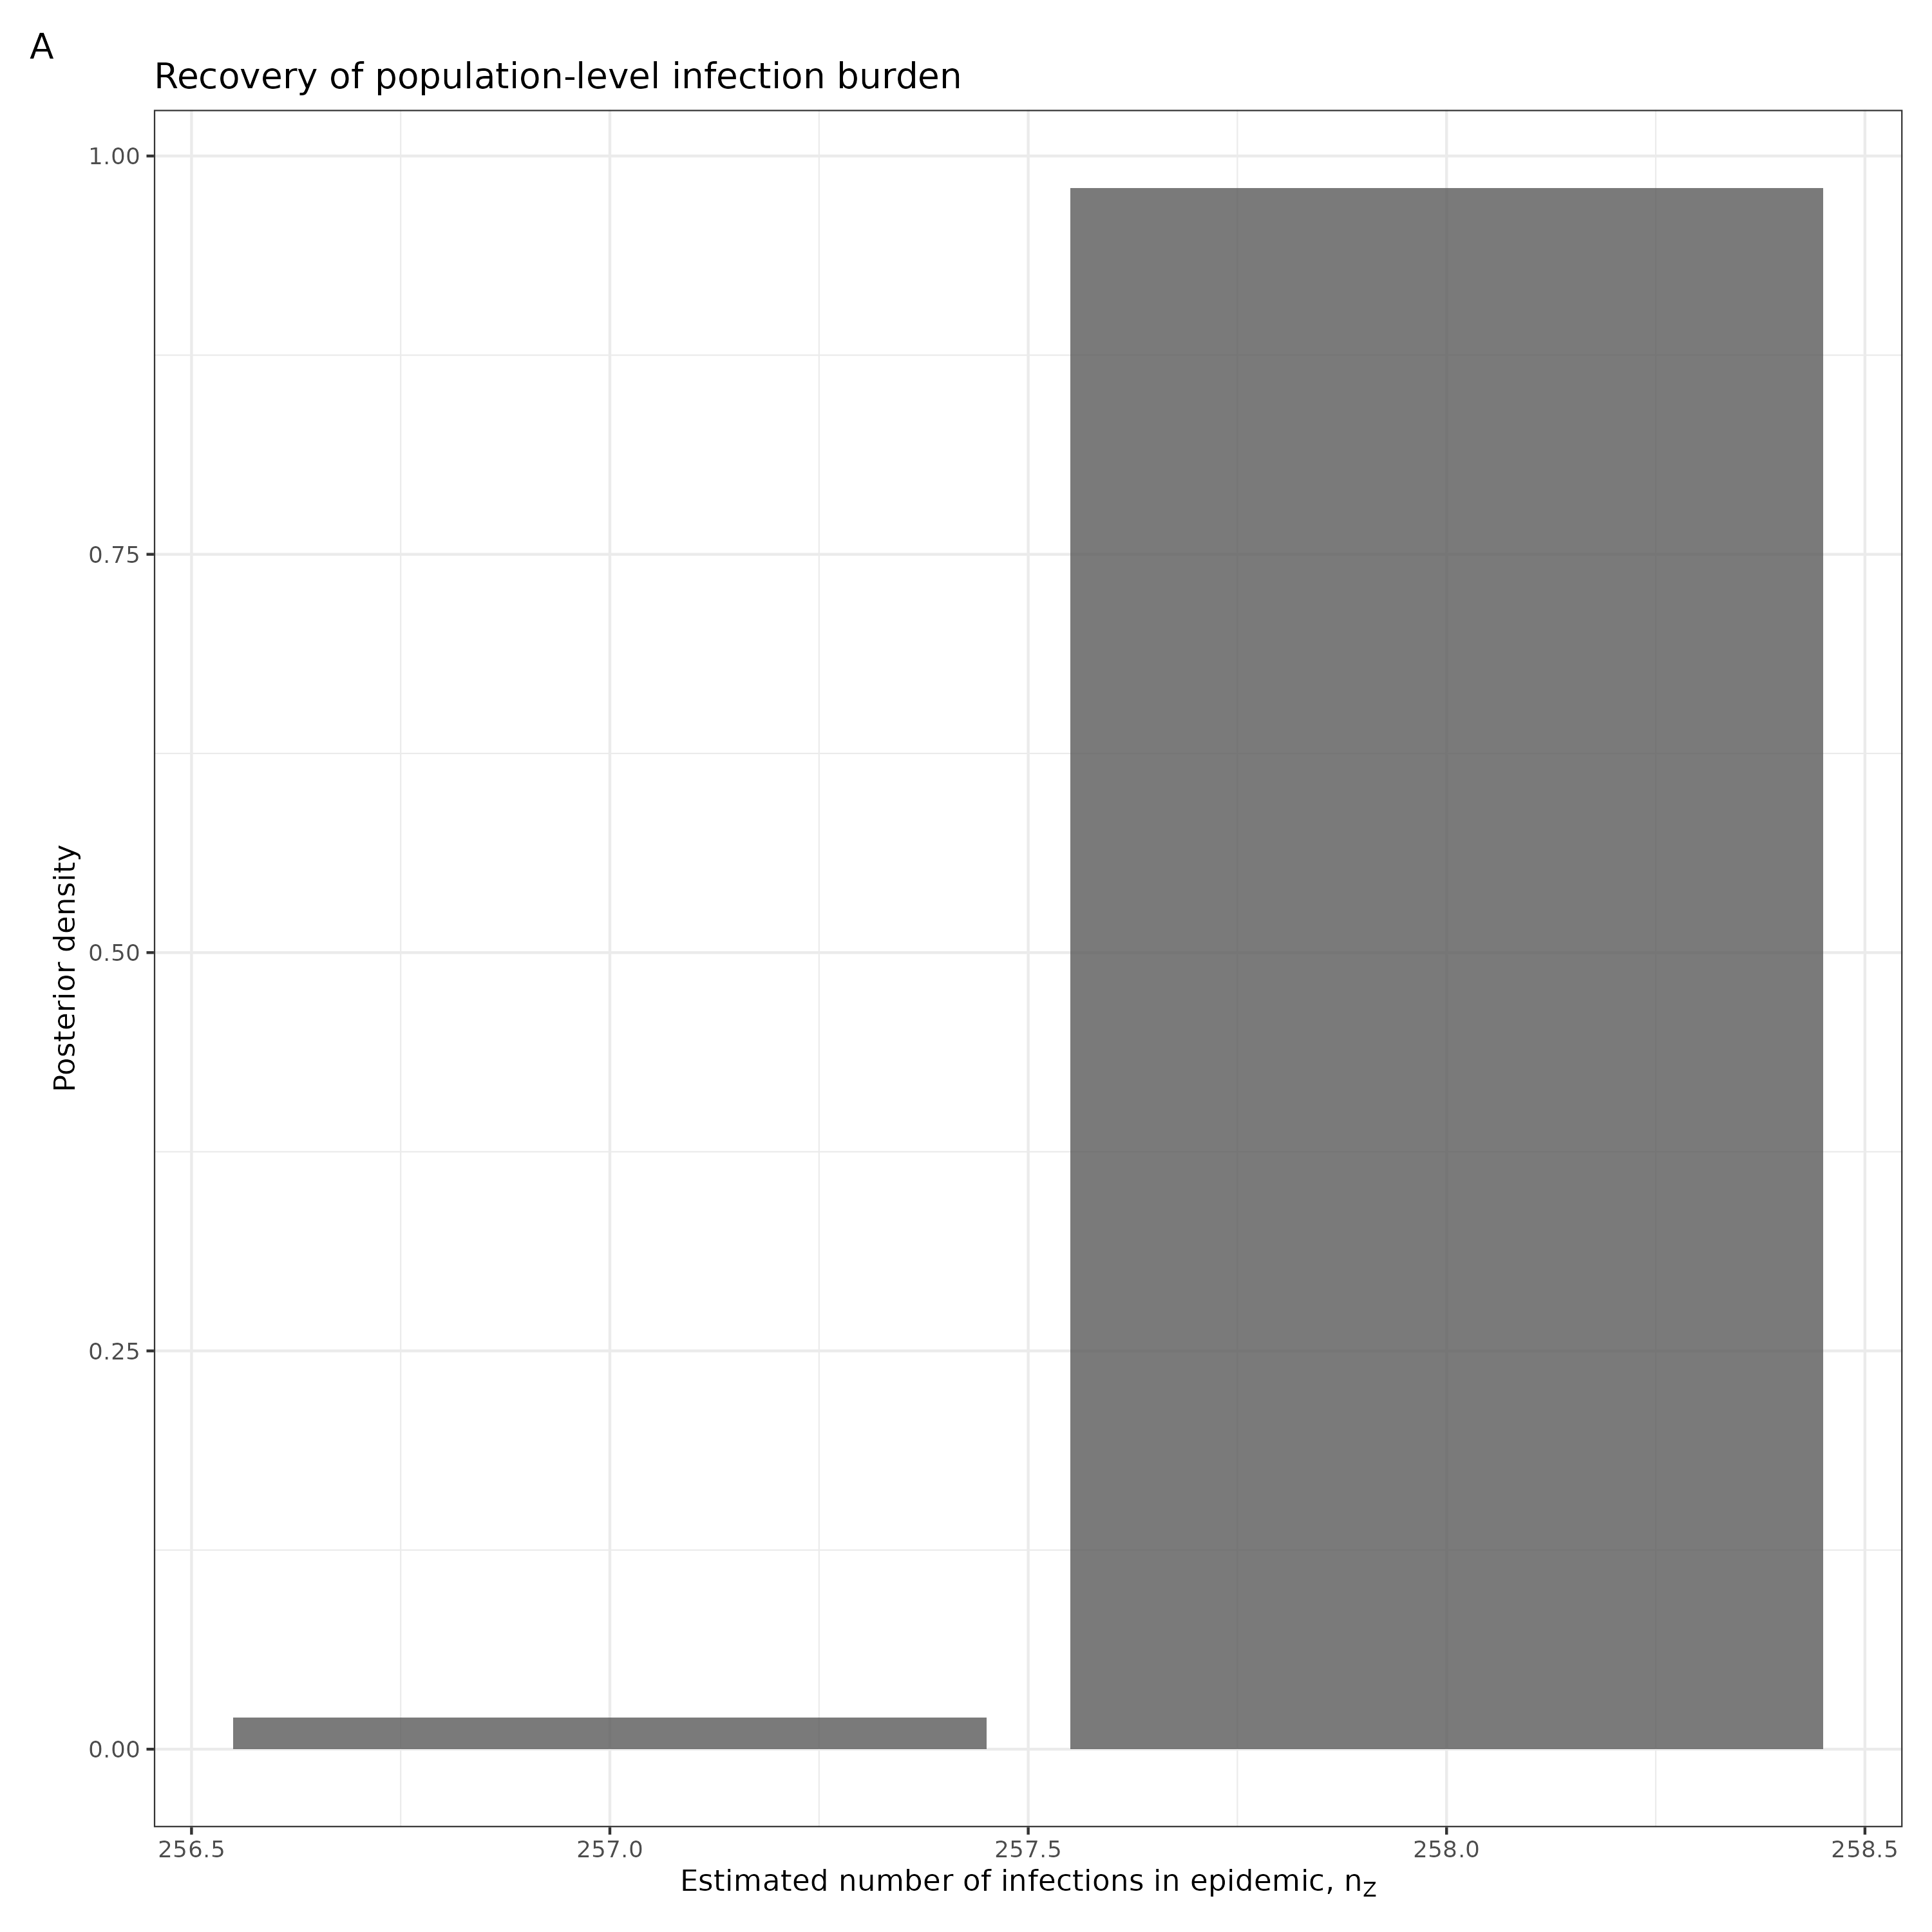 A
Recovery of population-level infection burden
1.00
0.75
0.50
0.25
0.00
Posterior density
256.5 257.0 257.5 258.0 258.5
Estimated number of infections in epidemic, nZ